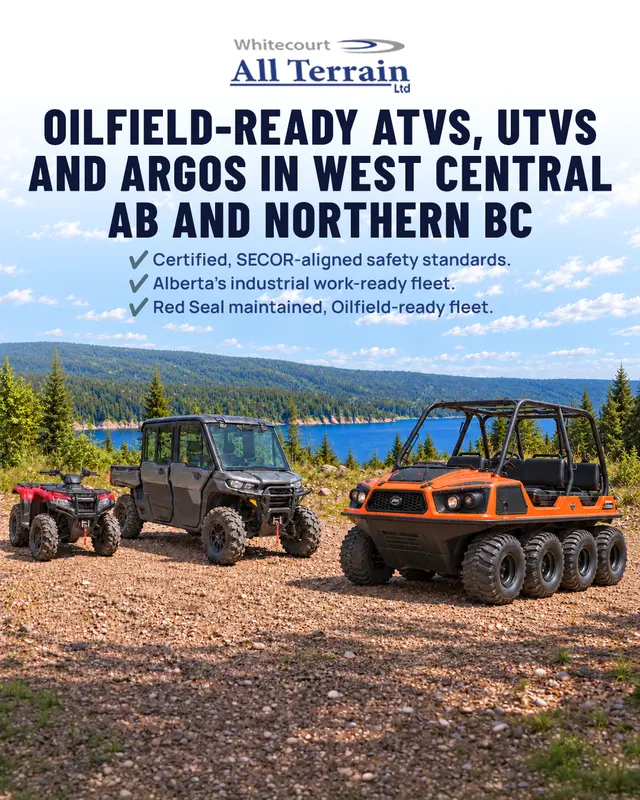 Whitecourt
All Terrain
Ltd
OILFIELD-READY ATVS, UTVS
AND ARGOS IN WEST CENTRAL
AB AND NORTHERN BC
✔ Certified, SECOR-aligned safety standards.
✔ Alberta's industrial work-ready fleet.
✔ Red Seal maintained, Oilfield-ready fleet.